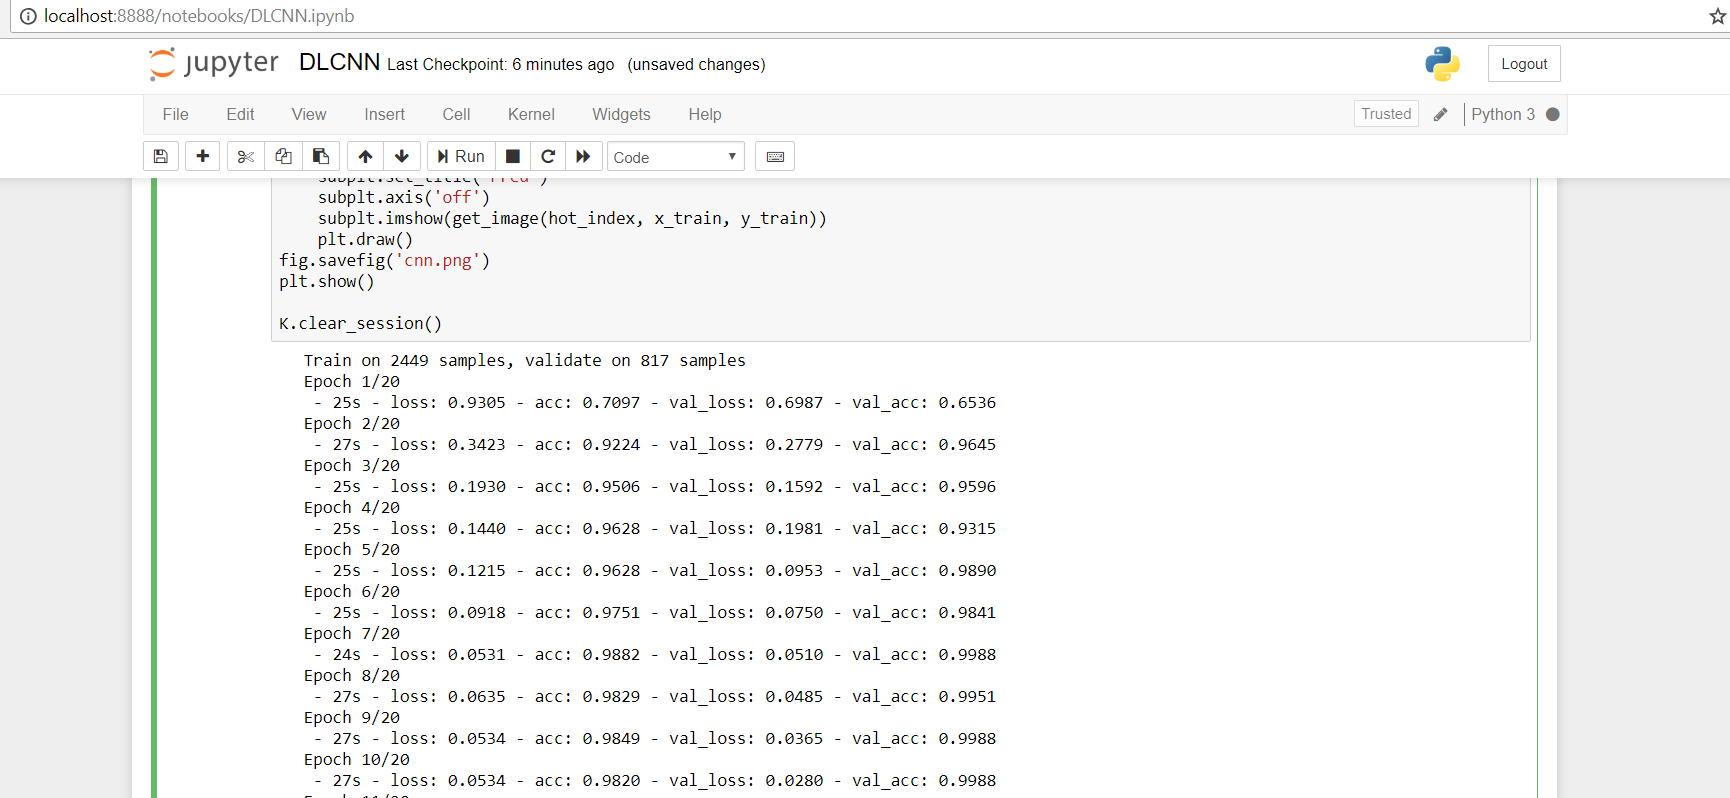 localhost:8888/notebooks/DLCNN.ipynb
jupyter DLCNN Last Checkpoint: 6 minutes ago (unsaved changes) Logout
File Edit View Insert Cell Kernel Widgets Help Trusted Python 3
Run Code
subplt.axis('off')
subplt.imshow(get_image(hot_index, x_train, y_train))
plt.draw()
fig.savefig('cnn.png')
plt.show()
K.clear_session()
Train on 2449 samples, validate on 817 samples
Epoch 1/20
- 25s - loss: 0.9305 - acc: 0.7097 - val_loss: 0.6987 - val_acc: 0.6536
Epoch 2/20
- 27s - loss: 0.3423 - acc: 0.9224 - val_loss: 0.2779 - val_acc: 0.9645
Epoch 3/20
- 25s - loss: 0.1930 - acc: 0.9506 - val_loss: 0.1592 - val_acc: 0.9596
Epoch 4/20
- 25s - loss: 0.1440 - acc: 0.9628 - val_loss: 0.1981 - val_acc: 0.9315
Epoch 5/20
- 25s - loss: 0.1215 - acc: 0.9628 - val_loss: 0.0953 - val_acc: 0.9890
Epoch 6/20
- 25s - loss: 0.0918 - acc: 0.9751 - val_loss: 0.0750 - val_acc: 0.9841
Epoch 7/20
- 24s - loss: 0.0531 - acc: 0.9882 - val_loss: 0.0510 - val_acc: 0.9988
Epoch 8/20
- 27s - loss: 0.0635 - acc: 0.9829 - val_loss: 0.0485 - val_acc: 0.9951
Epoch 9/20
- 27s - loss: 0.0534 - acc: 0.9849 - val_loss: 0.0365 - val_acc: 0.9988
Epoch 10/20
- 27s - loss: 0.0534 - acc: 0.9820 - val_loss: 0.0280 - val_acc: 0.9988